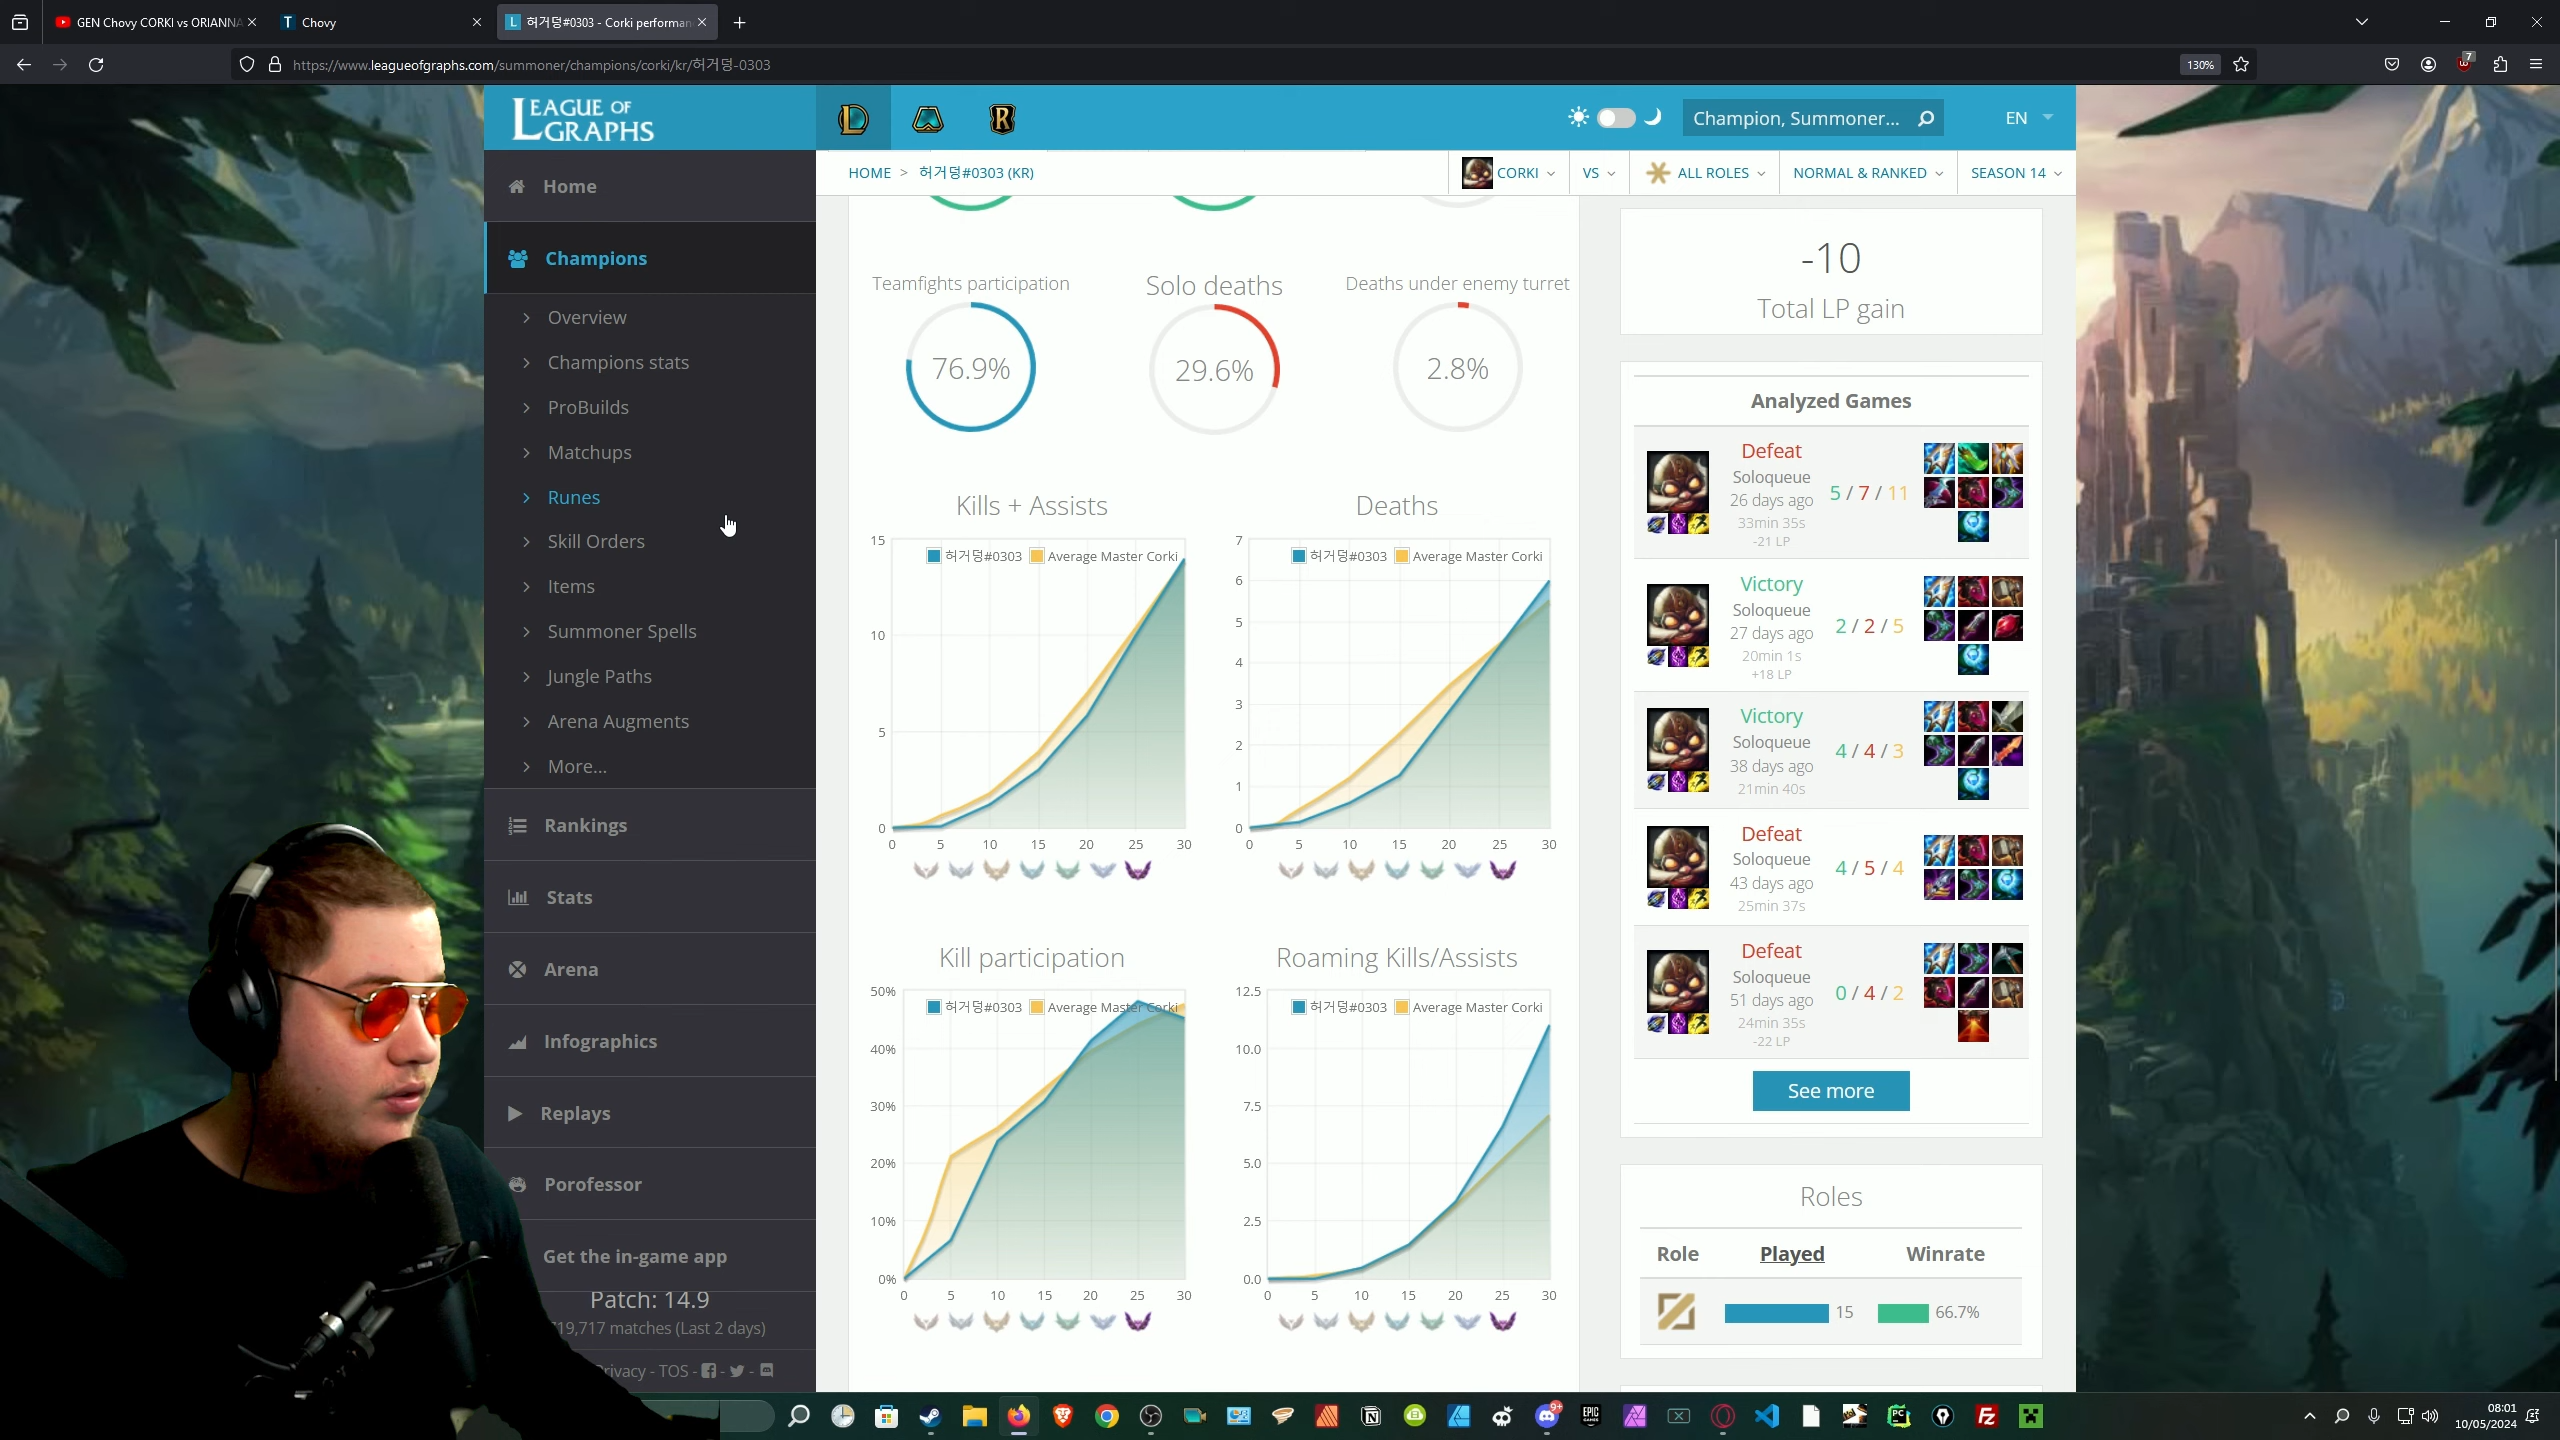 GEN Chovy CORKI vs ORIANNA
Chovy
허거덩#0303 - Corki performan
https://www.leagueofgraphs.com/summoner/champions/corki/kr/허거덩-0303
130%
7
LEAGUE OF
GRAPHS
Champion, Summoner...
EN
HOME > 허거덩#0303 (KR)
CORKI
VS
ALL ROLES
NORMAL & RANKED
SEASON 14
Home
Champions
Overview
Champions stats
ProBuilds
Matchups
Runes
Skill Orders
Items
Summoner Spells
Jungle Paths
Arena Augments
More...
Rankings
Stats
Arena
Infographics
Replays
Porofessor
Get the in-game app
Patch: 14.9
719,717 matches (Last 2 days)
Privacy - TOS -
Teamfights participation
76.9%
Solo deaths
29.6%
Deaths under enemy turret
2.8%
Kills + Assists
허거덩#0303 Average Master Corki
15
10
5
0
0 5 10 15 20 25 30
Deaths
허거덩#0303 Average Master Corki
7
6
5
4
3
2
1
0
0 5 10 15 20 25 30
Kill participation
허거덩#0303 Average Master Corki
50%
40%
30%
20%
10%
0%
0 5 10 15 20 25 30
Roaming Kills/Assists
허거덩#0303 Average Master Corki
12.5
10.0
7.5
5.0
2.5
0.0
0 5 10 15 20 25 30
-10
Total LP gain
Analyzed Games
Defeat
Soloqueue
26 days ago
33min 35s
-21 LP
5 / 7 / 11
Victory
Soloqueue
27 days ago
20min 1s
+18 LP
2 / 2 / 5
Victory
Soloqueue
38 days ago
21min 40s
4 / 4 / 3
Defeat
Soloqueue
43 days ago
25min 37s
4 / 5 / 4
Defeat
Soloqueue
51 days ago
24min 35s
-22 LP
0 / 4 / 2
See more
Roles
Role Played Winrate
15 66.7%
9+
08:01
10/05/2024